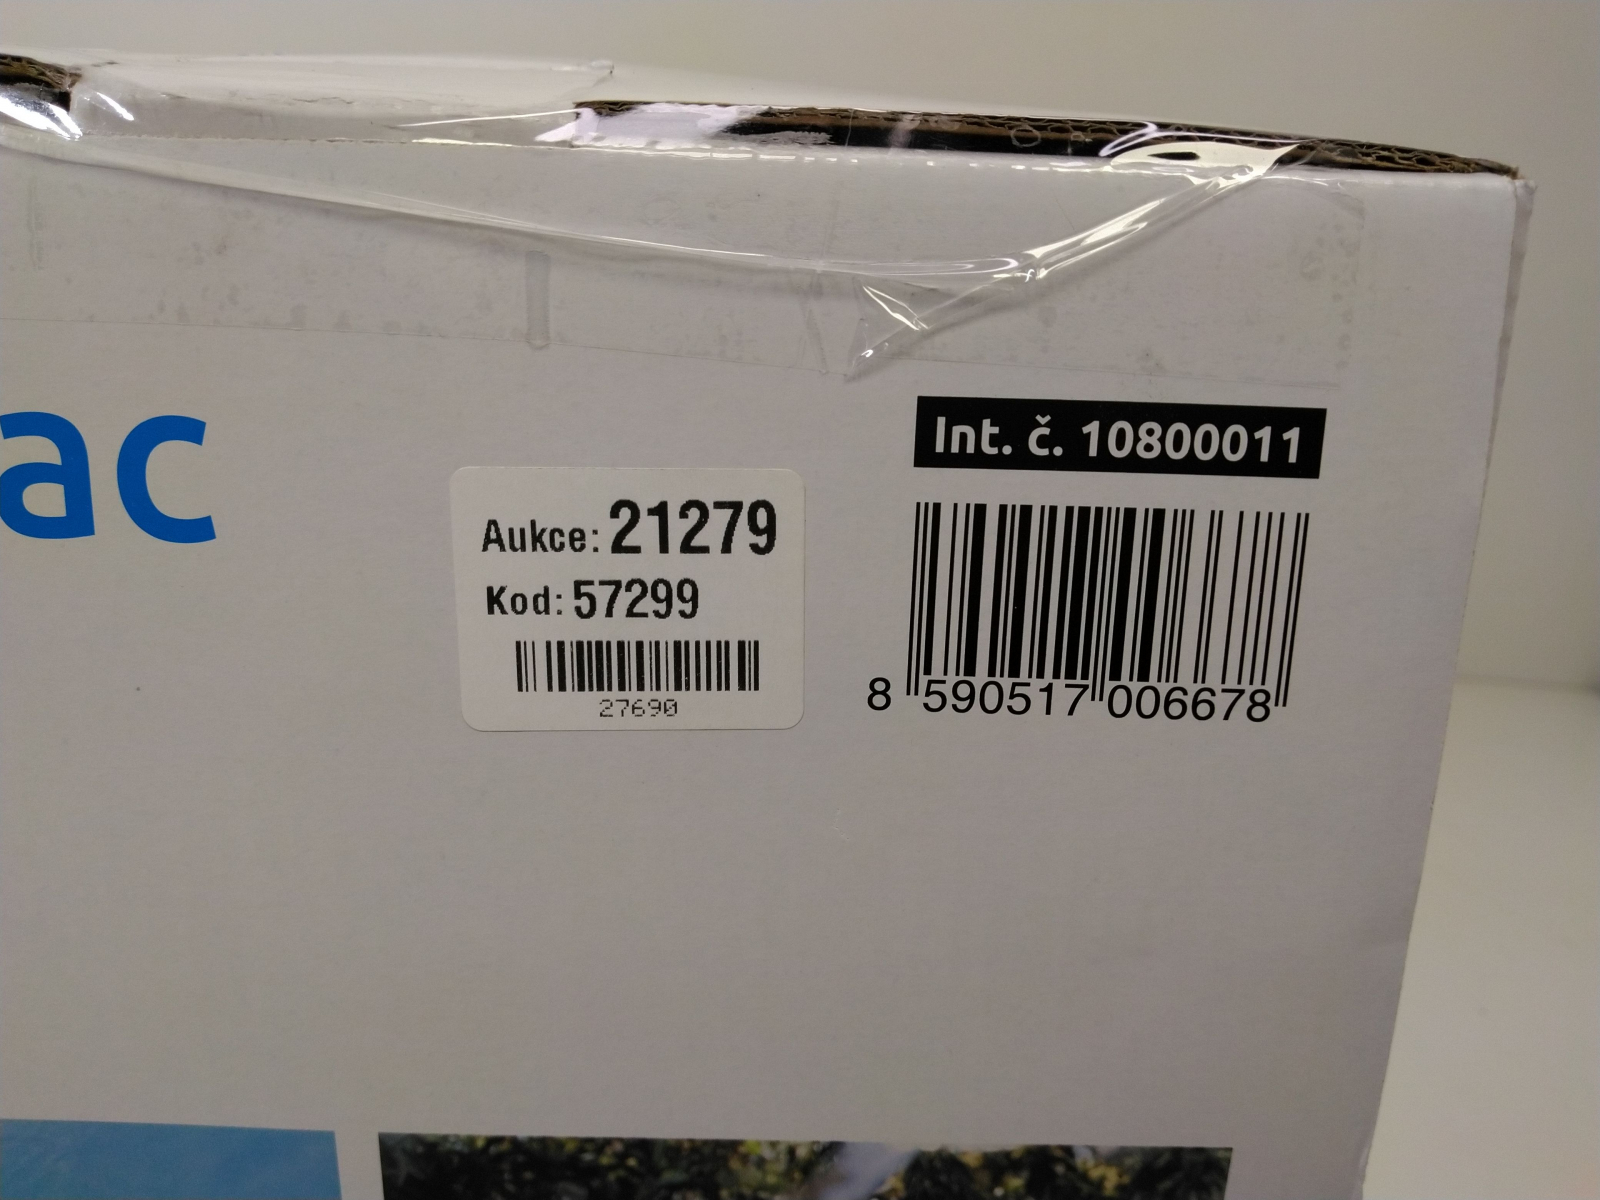 ac
Int. č. 10800011
Aukce: 21279
Kod: 57299
27690
8 590517 006678